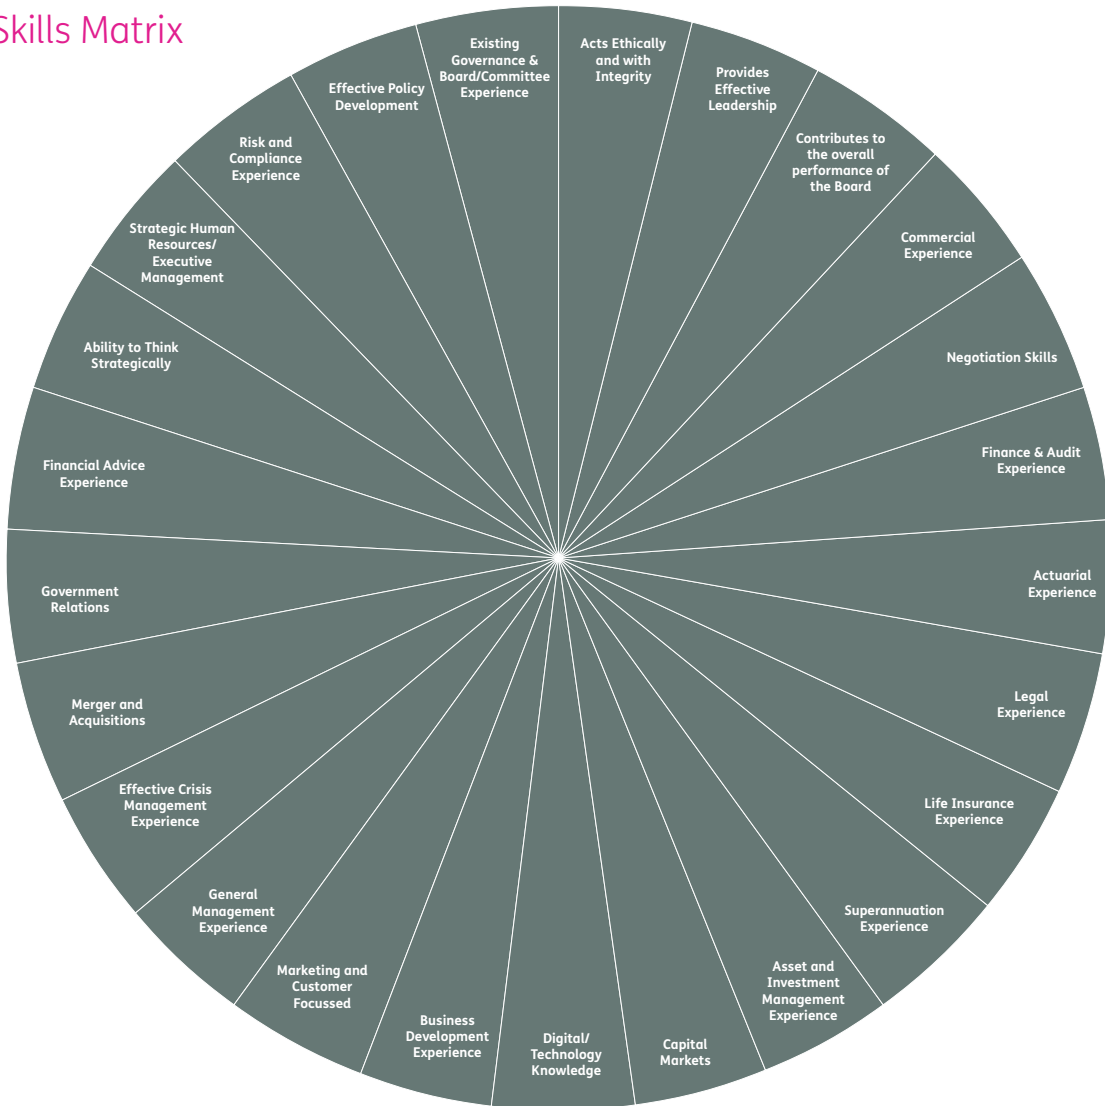 Skills Matrix
Existing
Governance &
Board/Committee
Experience
Acts Ethically
and with
Integrity
Provides
Effective
Leadership
Contributes to
the overall
performance of
the Board
Commercial
Experience
Negotiation Skills
Finance & Audit
Experience
Actuarial
Experience
Legal
Experience
Life Insurance
Experience
Superannuation
Experience
Asset and
Investment
Management
Experience
Capital
Markets
Digital/
Technology
Knowledge
Business
Development
Experience
Marketing and
Customer
Focussed
General
Management
Experience
Effective Crisis
Management
Experience
Merger and
Acquisitions
Government
Relations
Financial Advice
Experience
Ability to Think
Strategically
Strategic Human
Resources/
Executive
Management
Risk and
Compliance
Experience
Effective Policy
Development